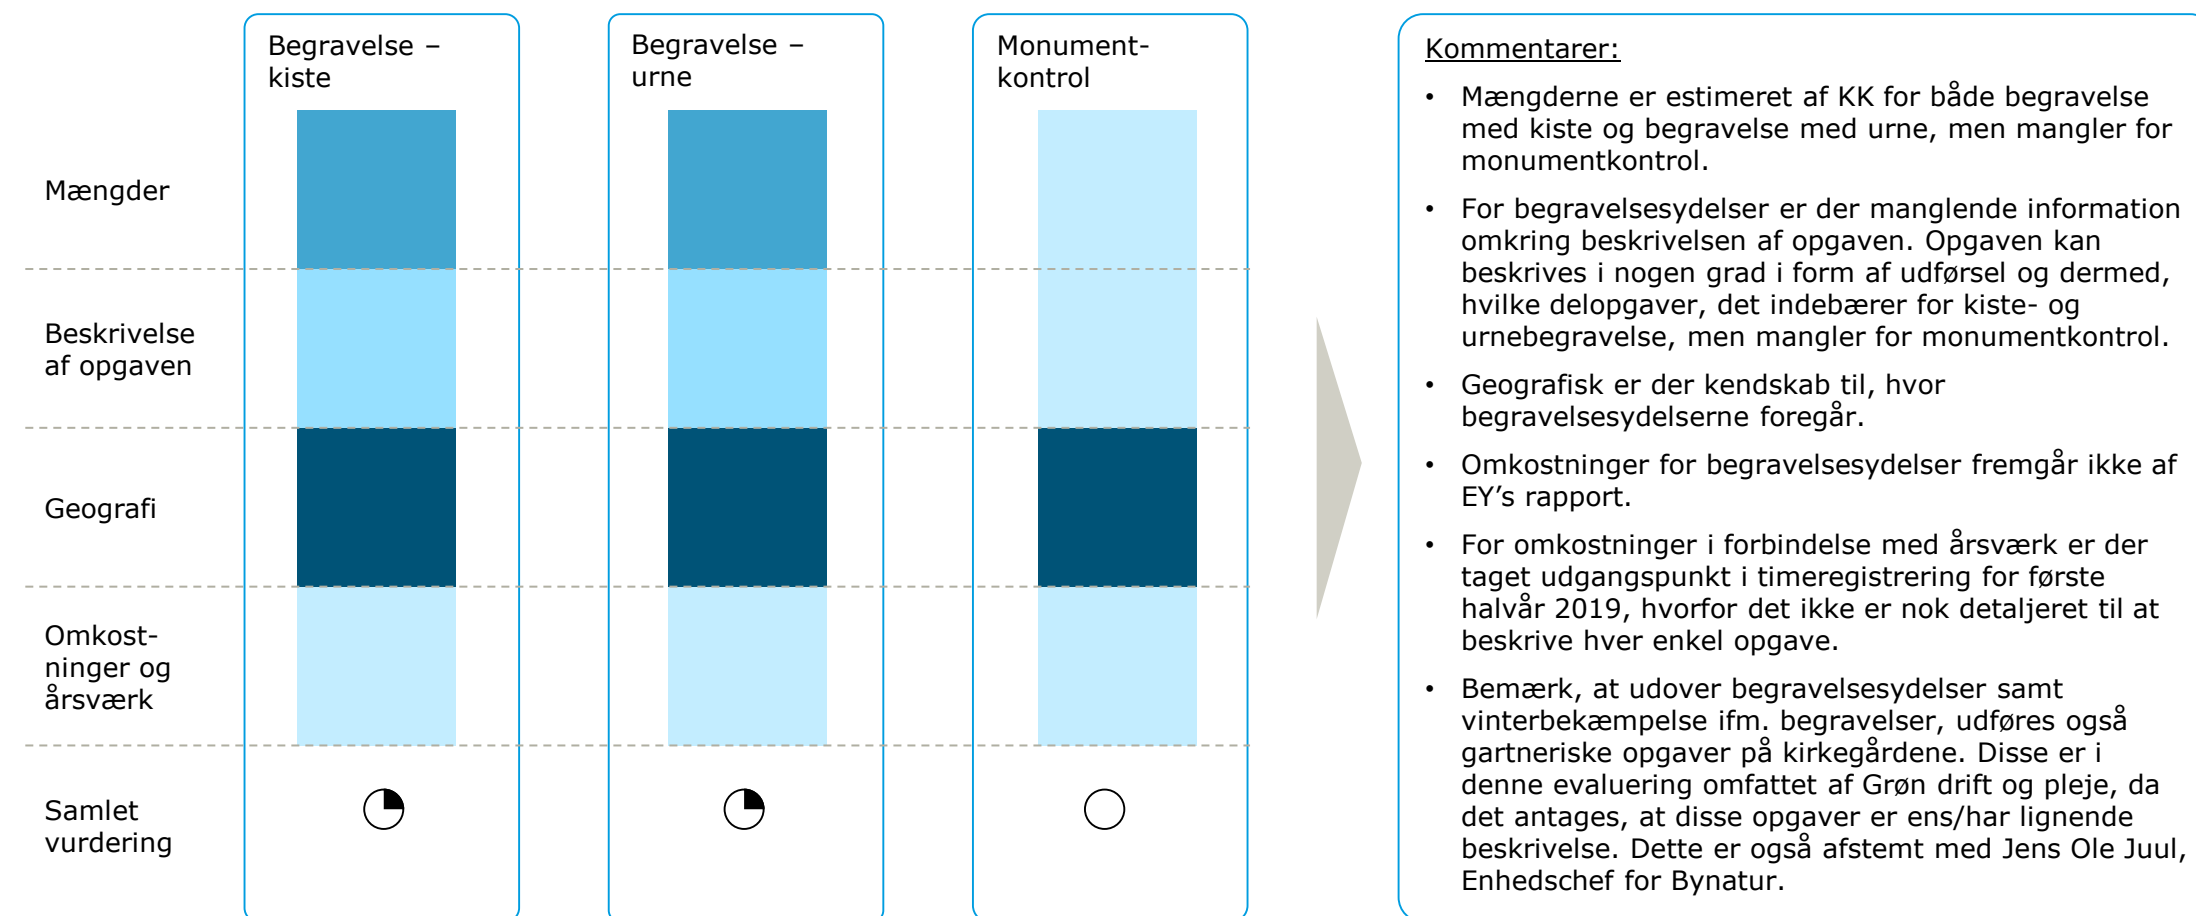 Begravelse –
kiste
Begravelse –
urne
Monument-
kontrol
Mængder
Beskrivelse
af opgaven
Geografi
Omkost-
ninger og
årsværk
Samlet
vurdering
Kommentarer:
• Mængderne er estimeret af KK for både begravelse
med kiste og begravelse med urne, men mangler for
monumentkontrol.
• For begravelsesydelser er der manglende information
omkring beskrivelsen af opgaven. Opgaven kan
beskrives i nogen grad i form af udførsel og dermed,
hvilke delopgaver, det indebærer for kiste- og
urnebegravelse, men mangler for monumentkontrol.
• Geografisk er der kendskab til, hvor
begravelsesydelserne foregår.
• Omkostninger for begravelsesydelser fremgår ikke af
EY’s rapport.
• For omkostninger i forbindelse med årsværk er der
taget udgangspunkt i timeregistrering for første
halvår 2019, hvorfor det ikke er nok detaljeret til at
beskrive hver enkel opgave.
• Bemærk, at udover begravelsesydelser samt
vinterbekæmpelse ifm. begravelser, udføres også
gartneriske opgaver på kirkegårdene. Disse er i
denne evaluering omfattet af Grøn drift og pleje, da
det antages, at disse opgaver er ens/har lignende
beskrivelse. Dette er også afstemt med Jens Ole Juul,
Enhedschef for Bynatur.